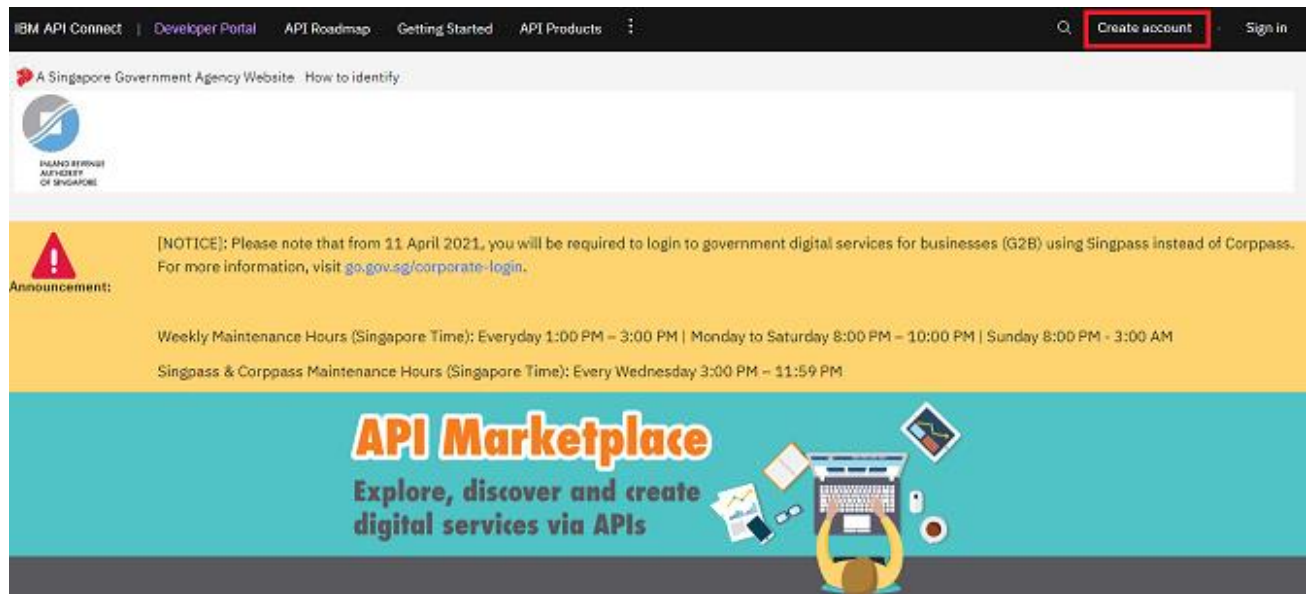 IBM API Connect | Developer Portal API Roadmap Getting Started API Products Create account Sign in
A Singapore Government Agency Website How to identify
INLAND REVENUE
AUTHORITY
OF SINGAPORE
[NOTICE]: Please note that from 11 April 2021, you will be required to login to government digital services for businesses (G2B) using Singpass instead of Corppass.
For more information, visit go.gov.sg/corporate-login.
Announcement:
Weekly Maintenance Hours (Singapore Time): Everyday 1:00 PM – 3:00 PM | Monday to Saturday 8:00 PM – 10:00 PM | Sunday 8:00 PM - 3:00 AM
Singpass & Corppass Maintenance Hours (Singapore Time): Every Wednesday 3:00 PM – 11:59 PM
API Marketplace
Explore, discover and create
digital services via APIs